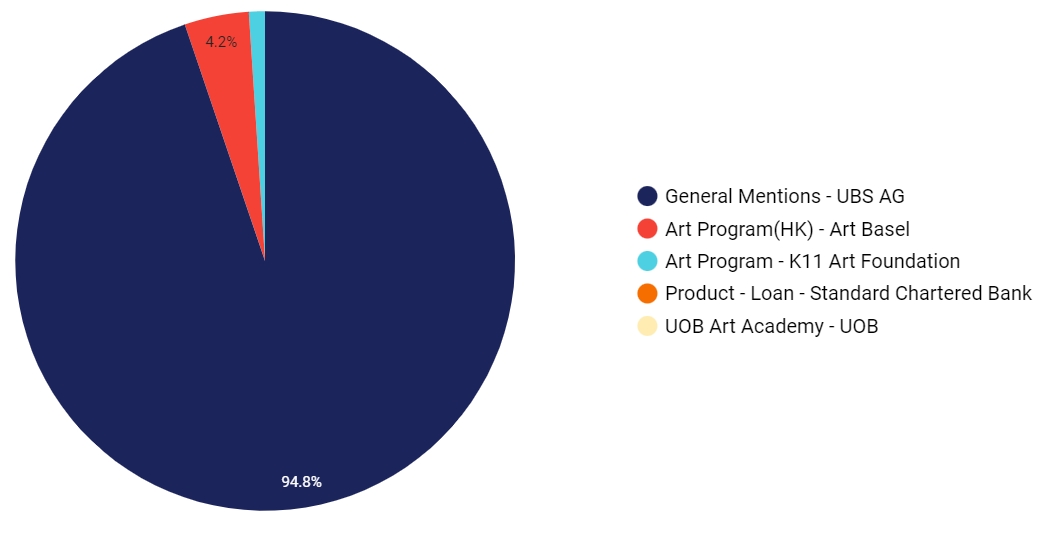 4.2%
94.8%
General Mentions - UBS AG
Art Program(HK) - Art Basel
Art Program - K11 Art Foundation
Product - Loan - Standard Chartered Bank
UOB Art Academy - UOB